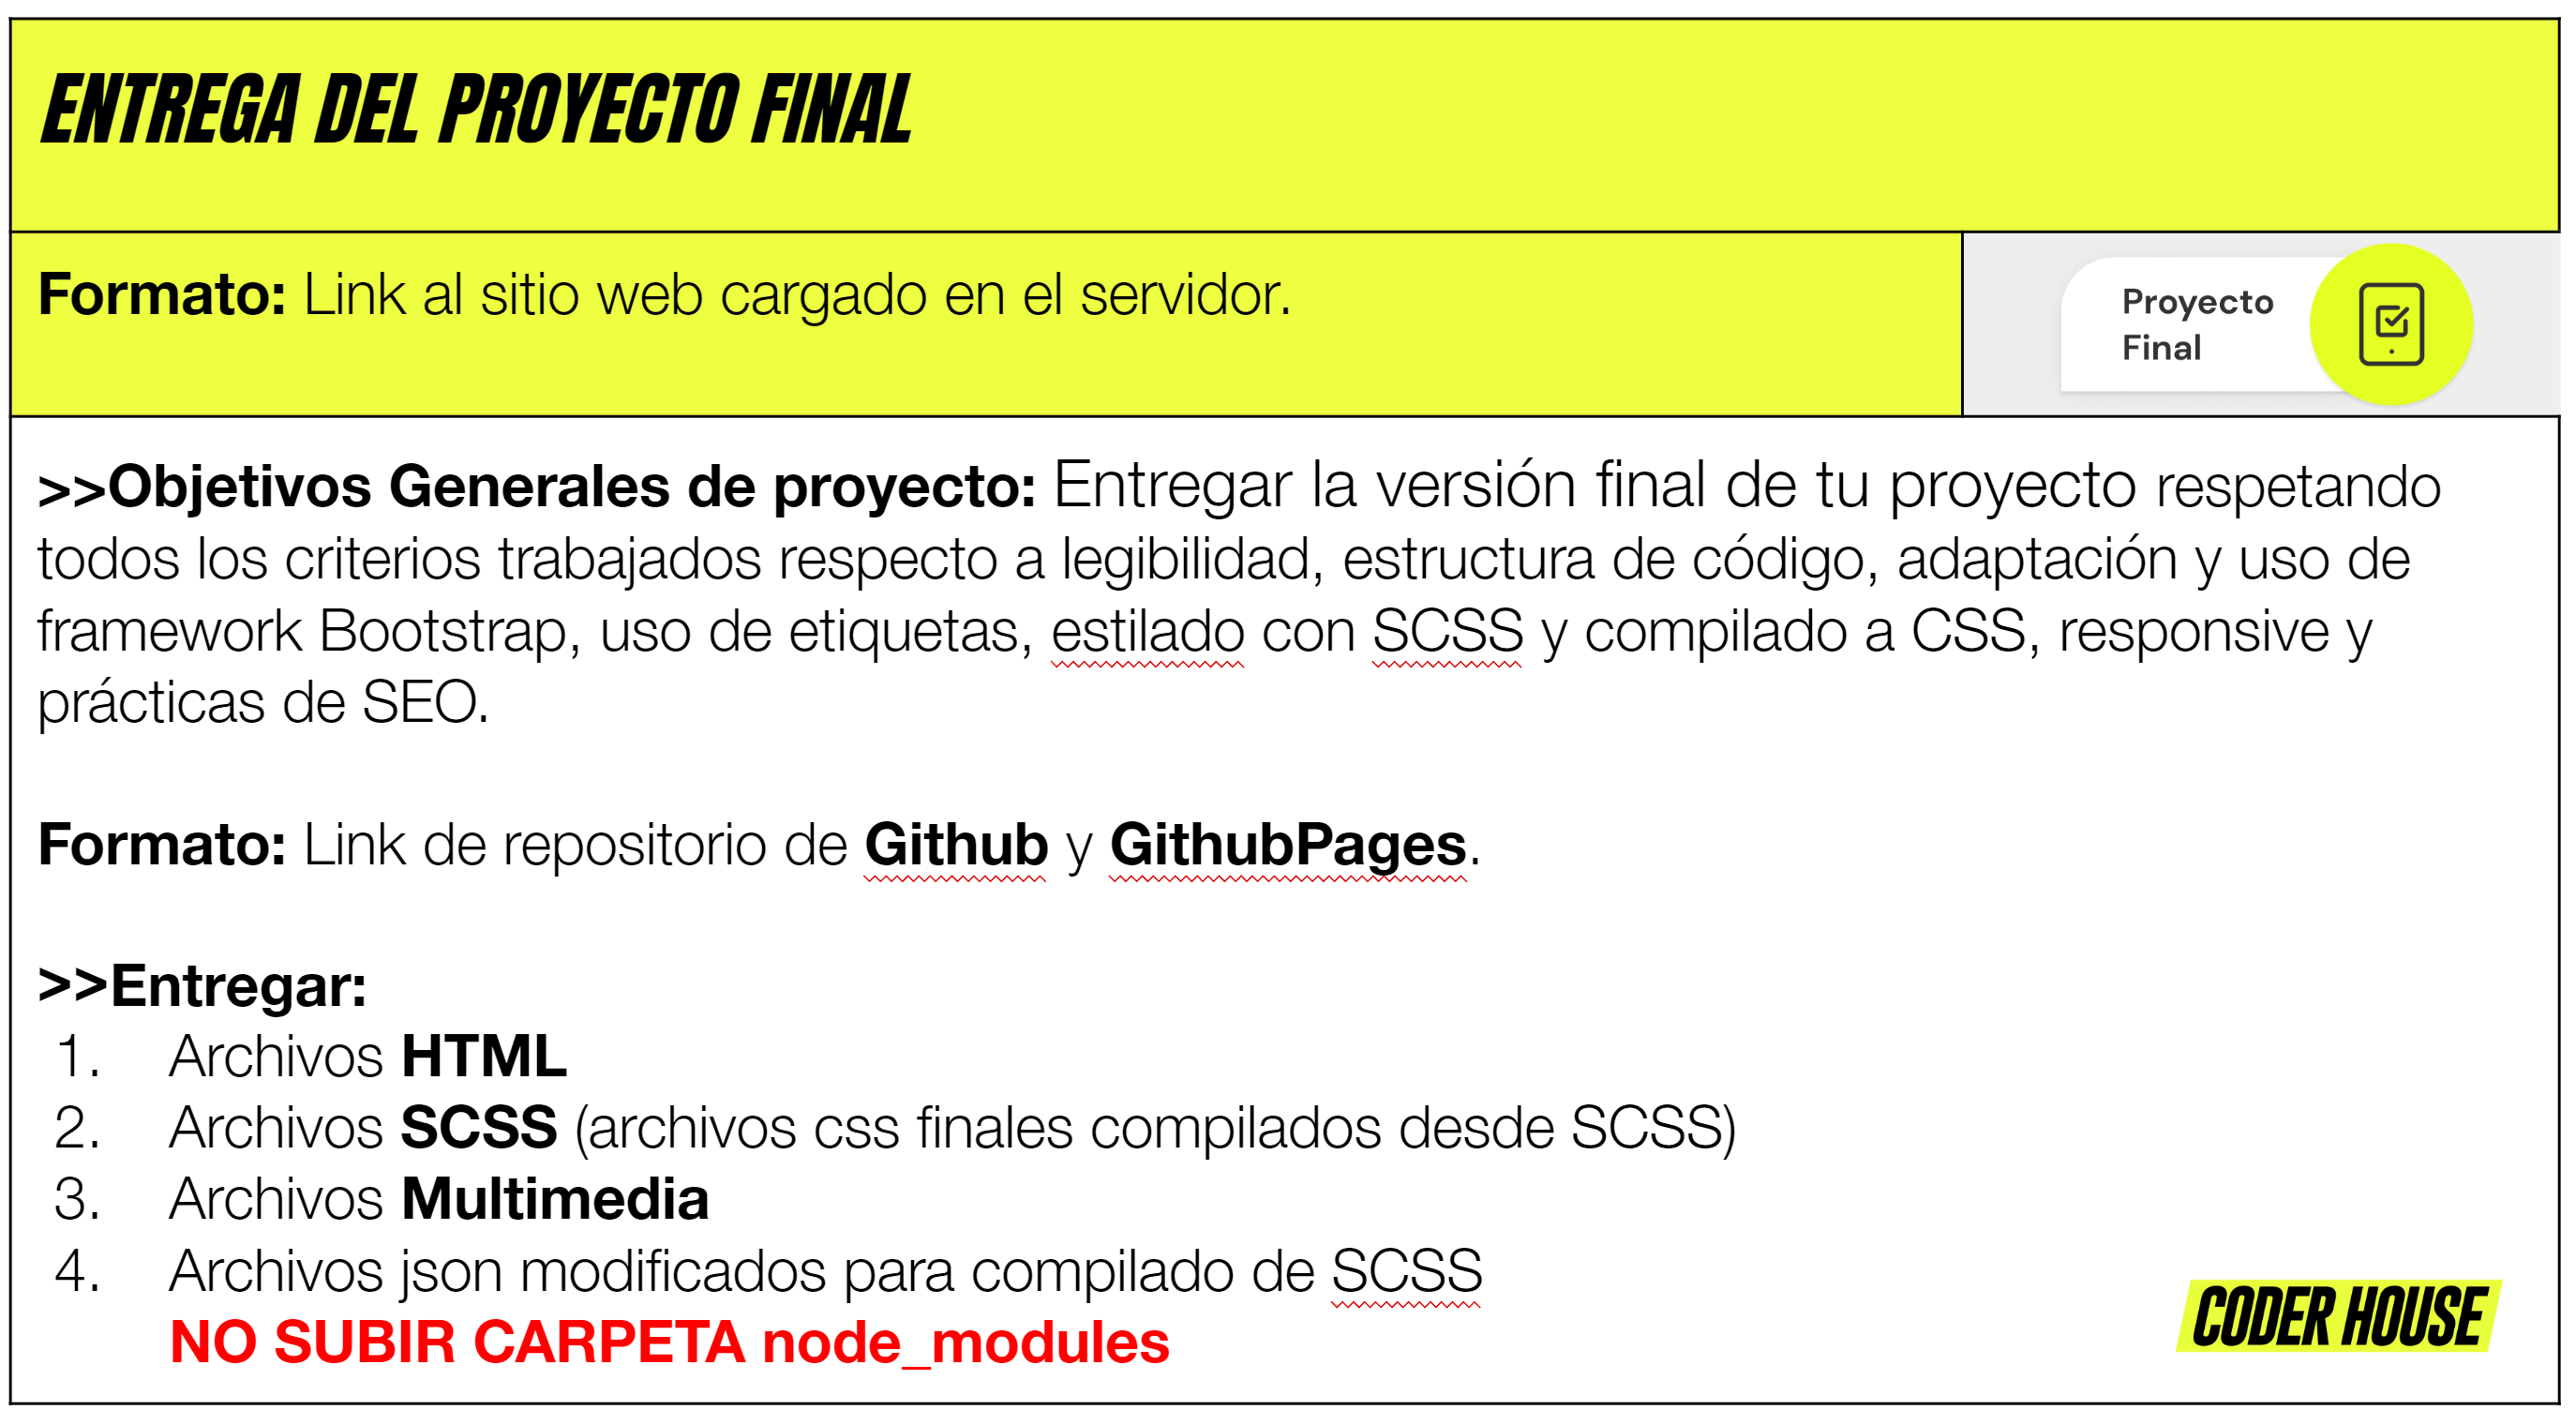 ENTREGA DEL PROYECTO FINAL
Formato: Link al sitio web cargado en el servidor.
Proyecto
Final
>>Objetivos Generales de proyecto: Entregar la versión final de tu proyecto respetando
todos los criterios trabajados respecto a legibilidad, estructura de código, adaptación y uso de
framework Bootstrap, uso de etiquetas, estilado con SCSS y compilado a CSS, responsive y
prácticas de SEO.
Formato: Link de repositorio de Github y GithubPages.
>>Entregar:
1. Archivos HTML
2. Archivos SCSS (archivos css finales compilados desde SCSS)
3. Archivos Multimedia
4. Archivos json modificados para compilado de SCSS
NO SUBIR CARPETA node_modules
CODER HOUSE